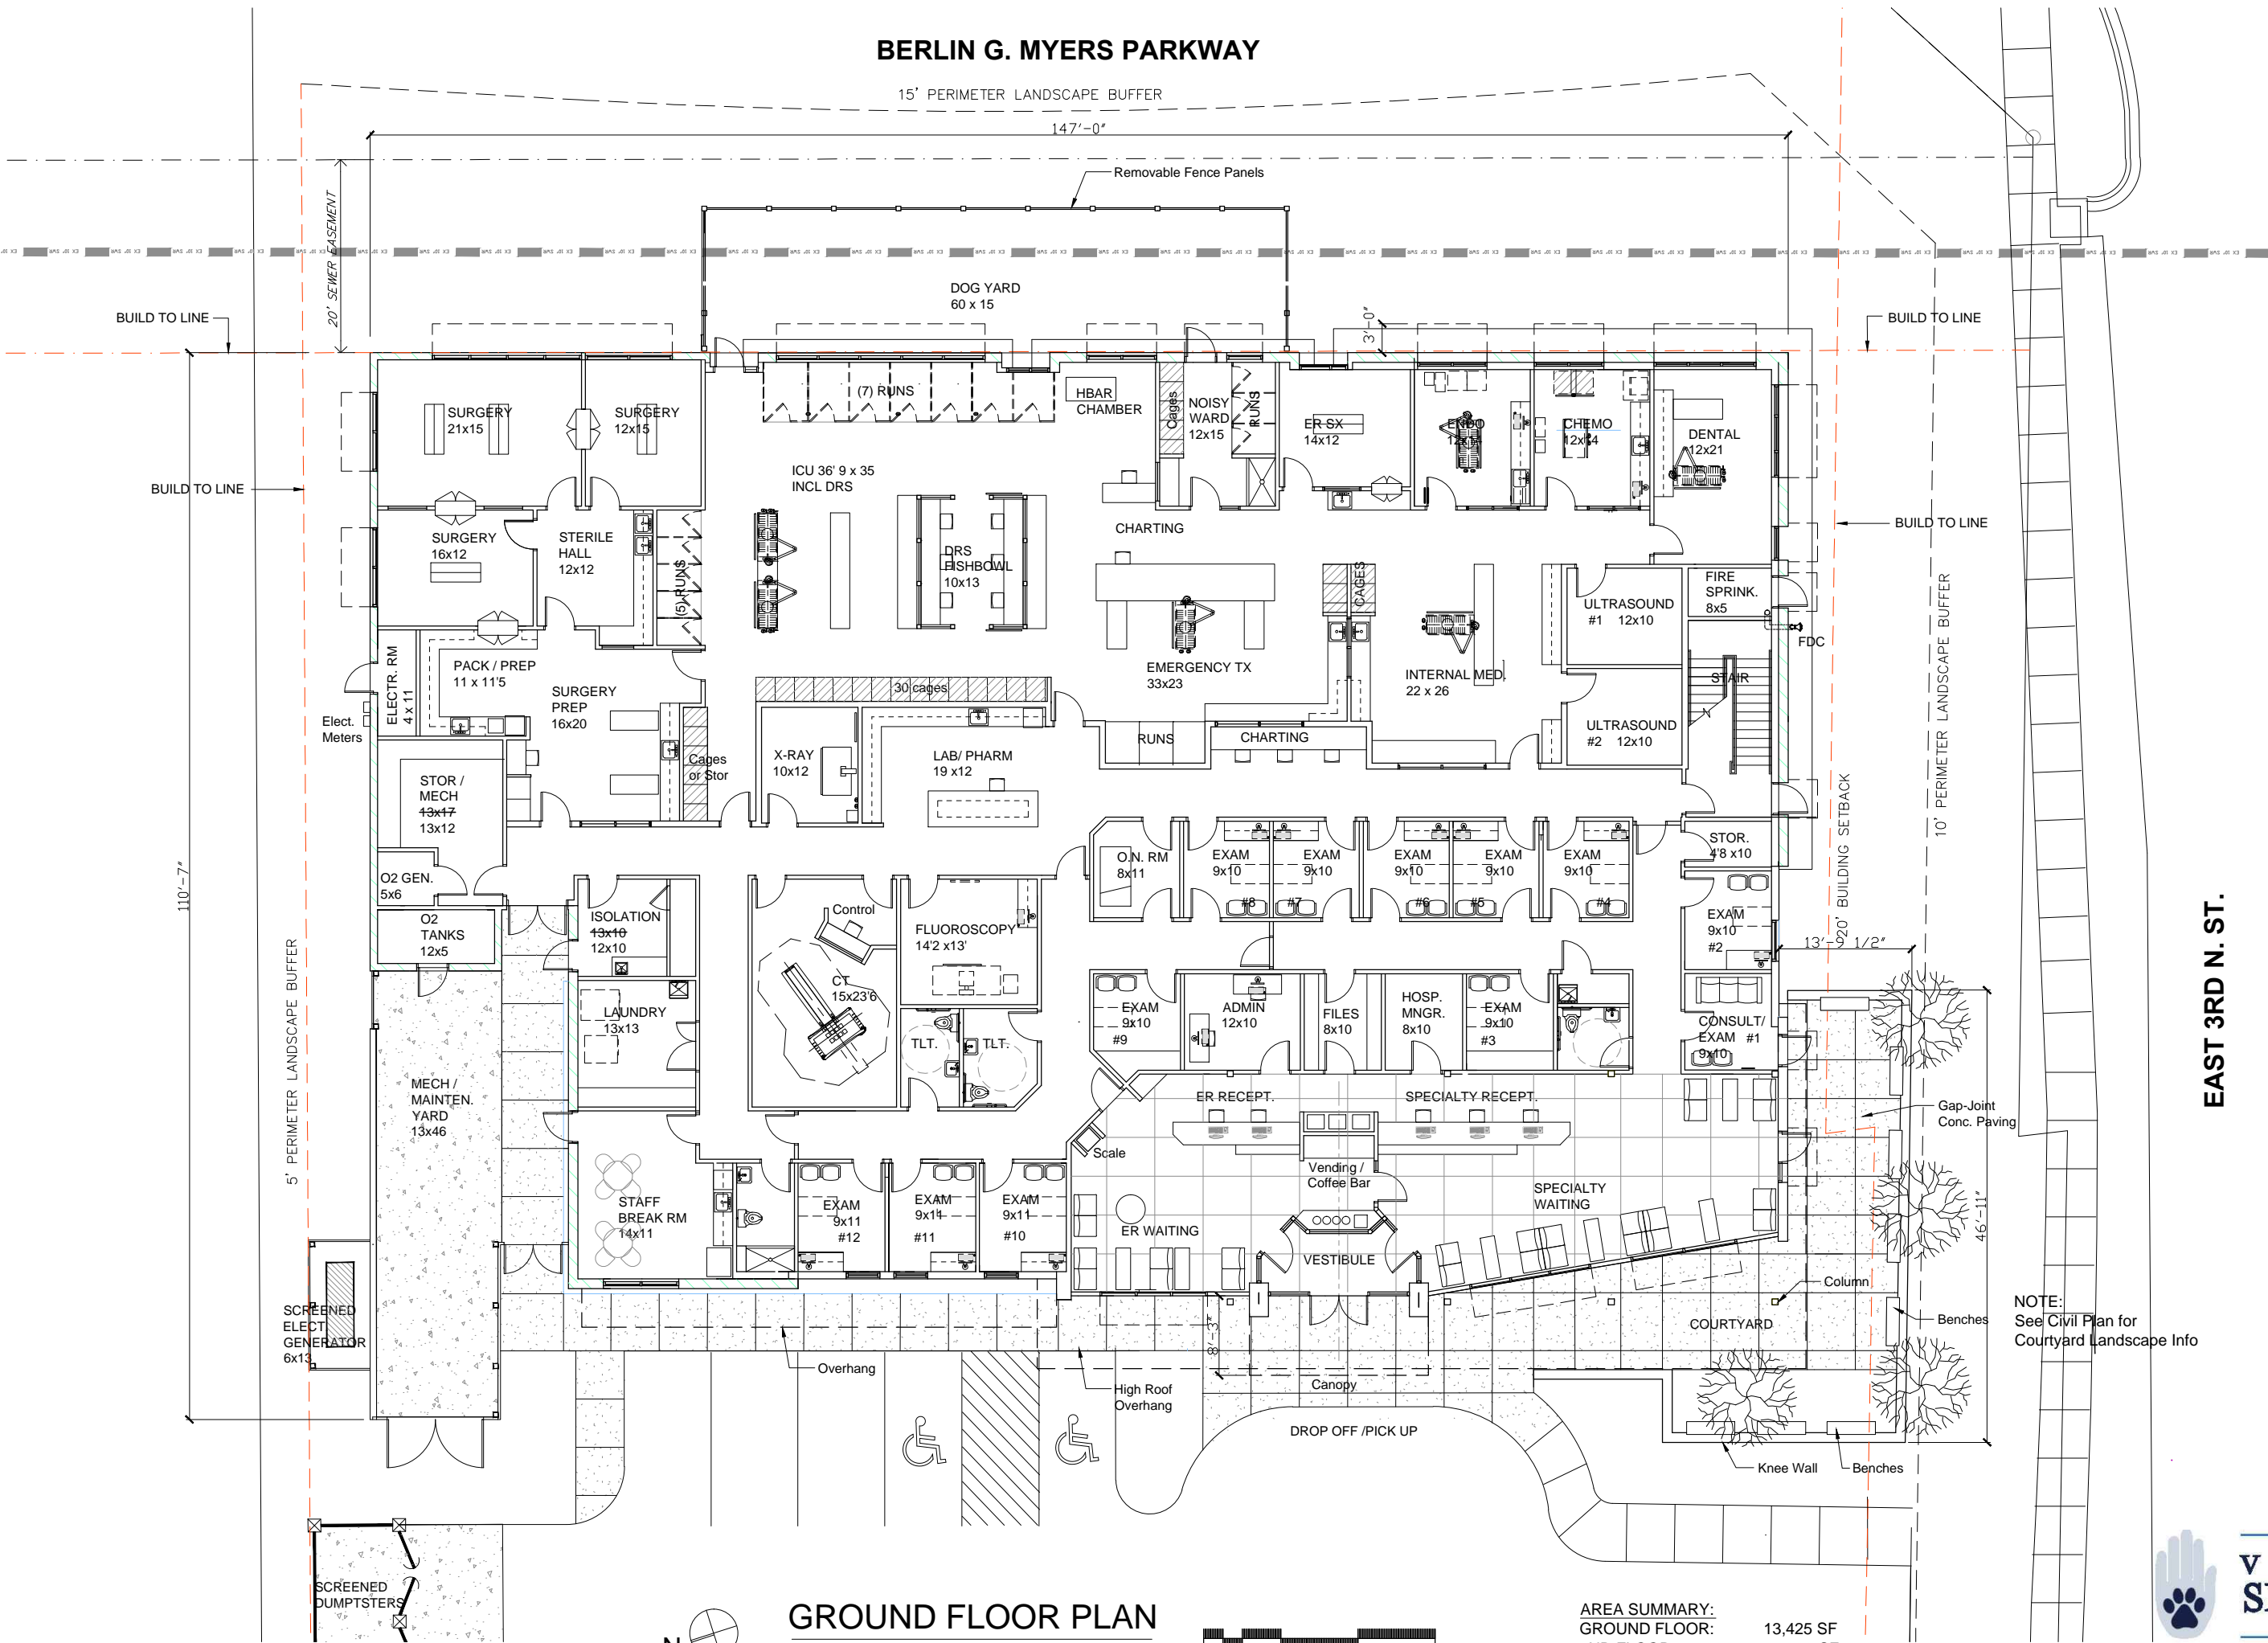 BERLIN G. MYERS PARKWAY
15' PERIMETER LANDSCAPE BUFFER
147'-0"
Removable Fence Panels
20' SEWER EASEMENT
DOG YARD
60 x 15
BUILD TO LINE
BUILD TO LINE
3'-0"
BUILD TO LINE
BUILD TO LINE
SURGERY
21x15
SURGERY
12x15
(7) RUNS
HBAR
CHAMBER
Cages
NOISY
WARD
12x15
RUNS
ER SX
14x12
ENDO
12x14
CHEMO
12x14
DENTAL
12x21
ICU 36' 9 x 35
INCL DRS
CHARTING
SURGERY
16x12
STERILE
HALL
12x12
(5) RUNS
DRS
FISHBOWL
10x13
CAGES
ULTRASOUND
#1 12x10
FIRE
SPRINK.
8x5
FDC
ELECTR. RM
4 x 11
PACK / PREP
11 x 11'5
SURGERY
PREP
16x20
30 cages
EMERGENCY TX
33x23
INTERNAL MED.
22 x 26
STAIR
N
ULTRASOUND
#2 12x10
Elect.
Meters
RUNS
CHARTING
Cages
or Stor
X-RAY
10x12
LAB/ PHARM
19 x12
STOR /
MECH
13x17
13x12
O2 GEN.
5x6
O2
TANKS
12x5
110'-7"
O.N. RM
8x11
EXAM
9x10
#8
EXAM
9x10
#7
EXAM
9x10
#6
EXAM
9x10
#5
EXAM
9x10
#4
STOR.
4'8 x10
EXAM
9x10
#2
20' BUILDING SETBACK
10' PERIMETER LANDSCAPE BUFFER
13'-9 1/2"
EAST 3RD N. ST.
ISOLATION
13x10
12x10
Control
FLUOROSCOPY
14'2 x13'
CT
15x23'6
LAUNDRY
13x13
TLT.
TLT.
EXAM
9x10
#9
ADMIN
12x10
FILES
8x10
HOSP.
MNGR.
8x10
EXAM
9x10
#3
CONSULT/
EXAM #1
9x10
5' PERIMETER LANDSCAPE BUFFER
MECH /
MAINTEN.
YARD
13x46
ER RECEPT.
SPECIALTY RECEPT.
Gap-Joint
Conc. Paving
Scale
Vending /
Coffee Bar
STAFF
BREAK RM
14x11
EXAM
9x11
#12
EXAM
9x11
#11
EXAM
9x11
#10
ER WAITING
SPECIALTY
WAITING
VESTIBULE
46'-11"
Column
COURTYARD
Benches
NOTE:
See Civil Plan for
Courtyard Landscape Info
SCREENED
ELECT.
GENERATOR
6x13
8'-3"
Overhang
High Roof
Overhang
Canopy
DROP OFF /PICK UP
Knee Wall
Benches
SCREENED
DUMPTSTERS
N
GROUND FLOOR PLAN
AREA SUMMARY:
GROUND FLOOR: 13,425 SF